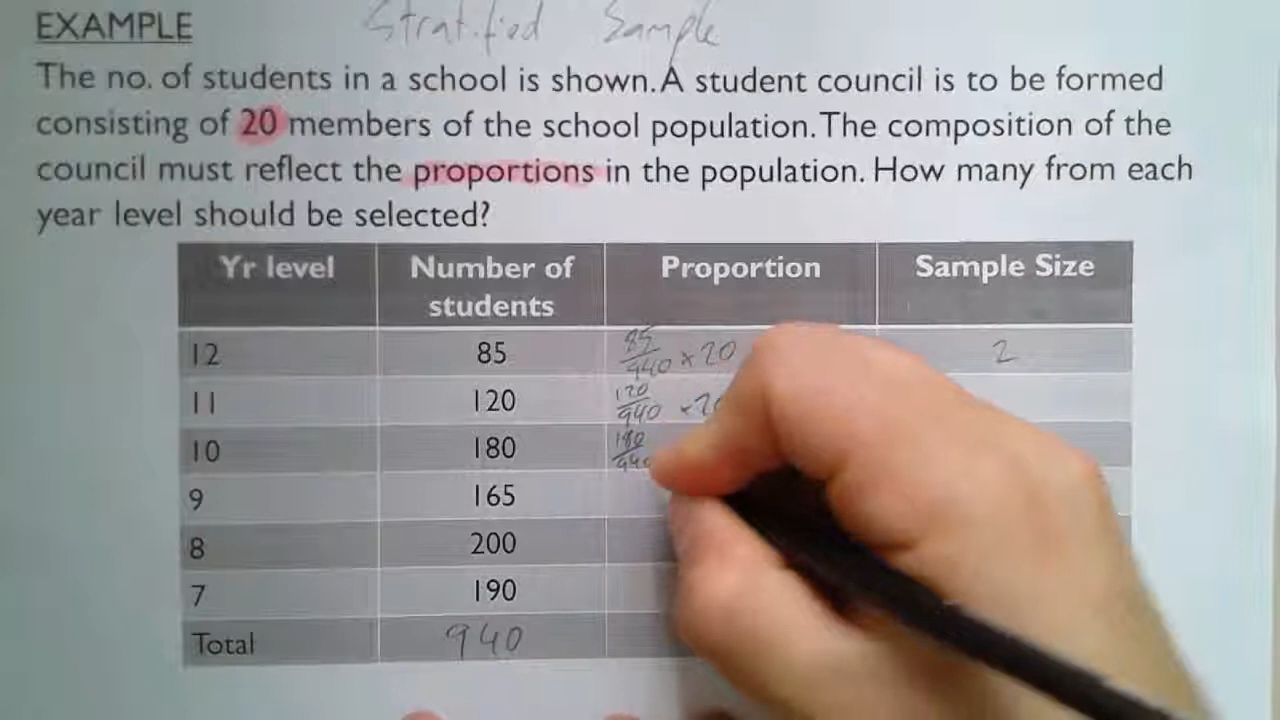 EXAMPLE Stratified Sample
The no. of students in a school is shown. A student council is to be formed
consisting of 20 members of the school population. The composition of the
council must reflect the proportions in the population. How many from each
year level should be selected?
Yr level Number of students Proportion Sample Size
12 85 85/940 × 20 2
11 120 120/940 × 20
10 180 180/940
9 165
8 200
7 190
Total 940